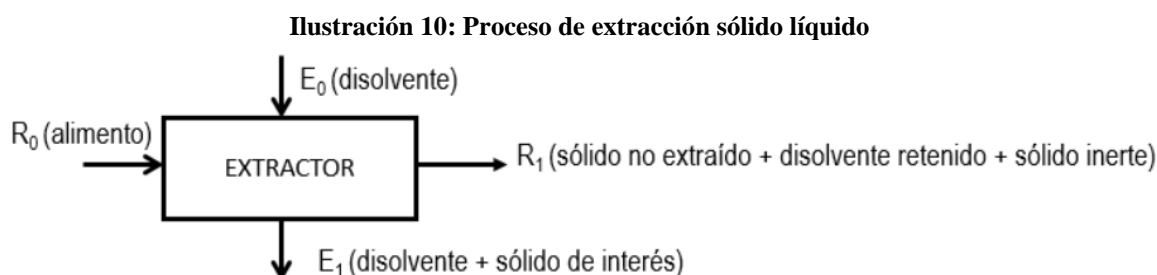 Ilustración 10: Proceso de extracción sólido líquido
E₀ (disolvente)
R₀ (alimento)
EXTRACTOR
R₁ (sólido no extraído + disolvente retenido + sólido inerte)
E₁ (disolvente + sólido de interés)